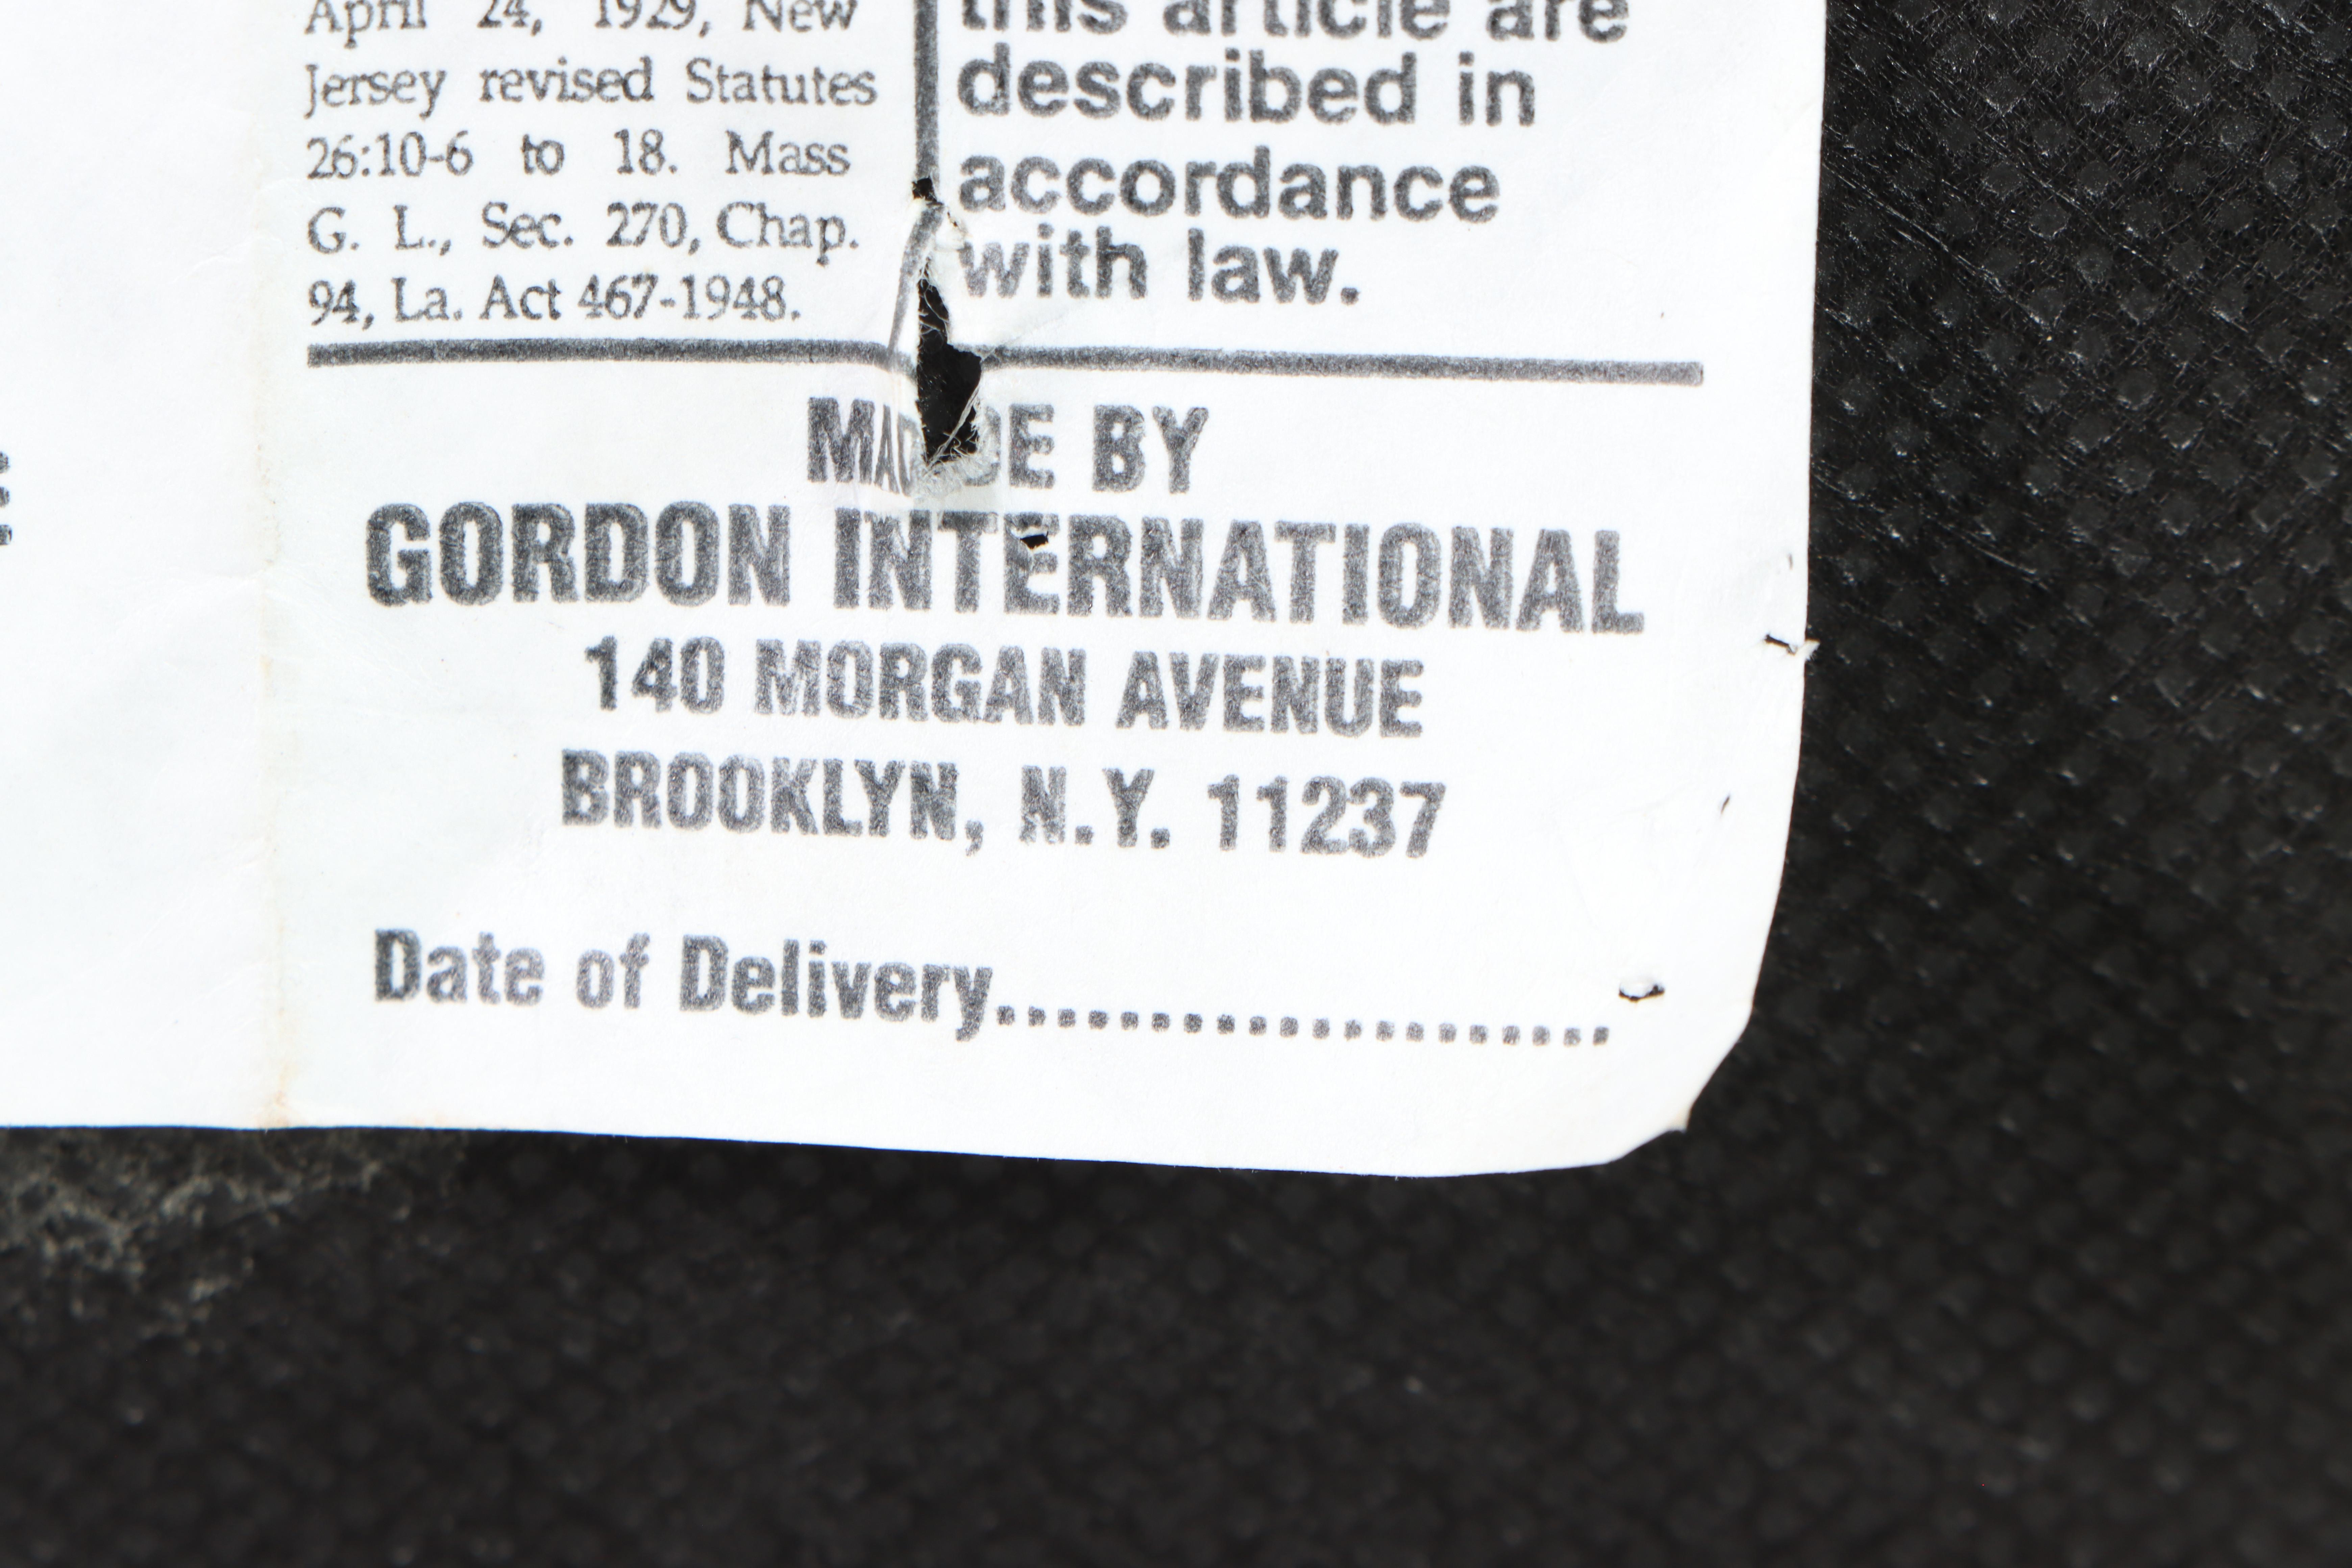 April 24, 1929, New
Jersey revised Statutes
26:10-6 to 18. Mass
G. L., Sec. 270, Chap.
94, La. Act 467-1948.
this article are
described in
accordance
with law.
MADE BY
GORDON INTERNATIONAL
140 MORGAN AVENUE
BROOKLYN, N.Y. 11237
Date of Delivery....................